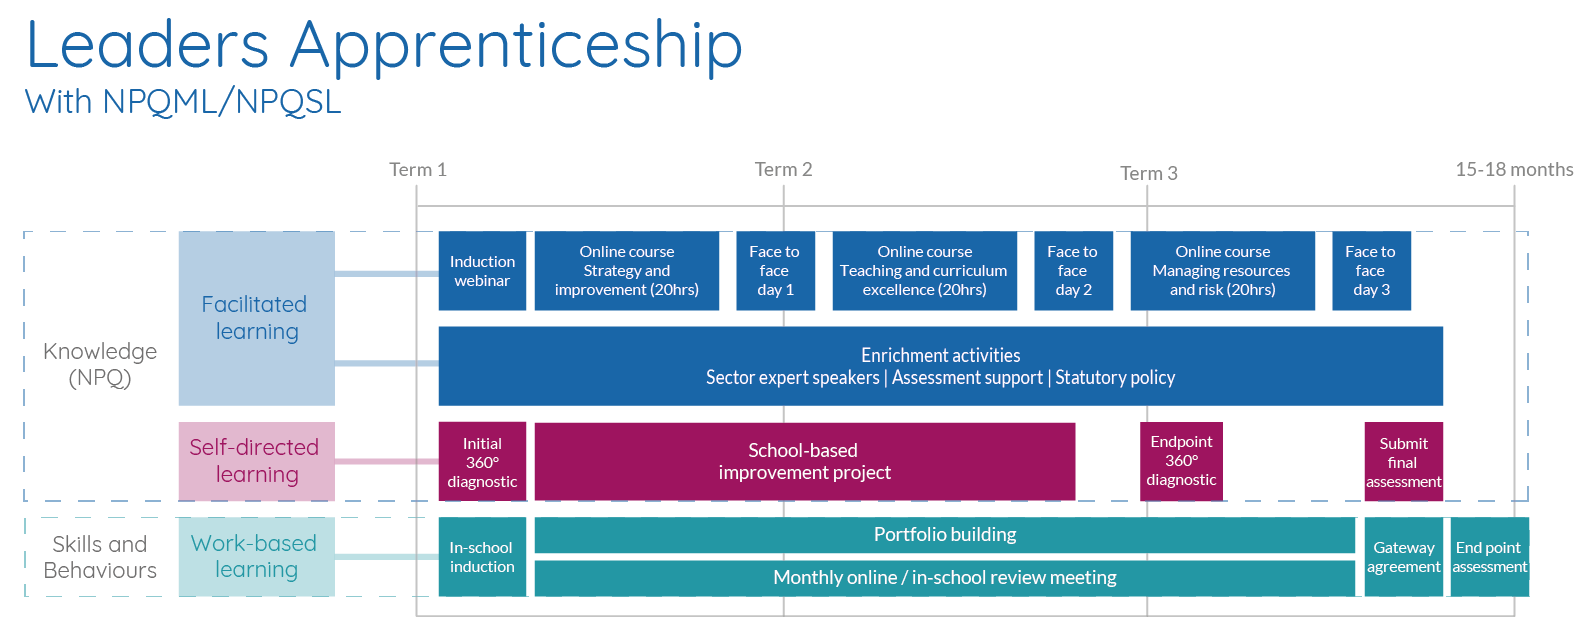 Leaders Apprenticeship
With NPQML/NPQSL
Term 1
Term 2
Term 3
15-18 months
Knowledge
(NPQ)
Facilitated
learning
Induction
webinar
Online course
Strategy and
improvement (20hrs)
Face to
face
day 1
Online course
Teaching and curriculum
excellence (20hrs)
Face to
face
day 2
Online course
Managing resources
and risk (20hrs)
Face to
face
day 3
Enrichment activities
Sector expert speakers | Assessment support | Statutory policy
Self-directed
learning
Initial
360°
diagnostic
School-based
improvement project
Endpoint
360°
diagnostic
Submit
final
assessment
Skills and
Behaviours
Work-based
learning
In-school
induction
Portfolio building
Monthly online / in-school review meeting
Gateway
agreement
End point
assessment